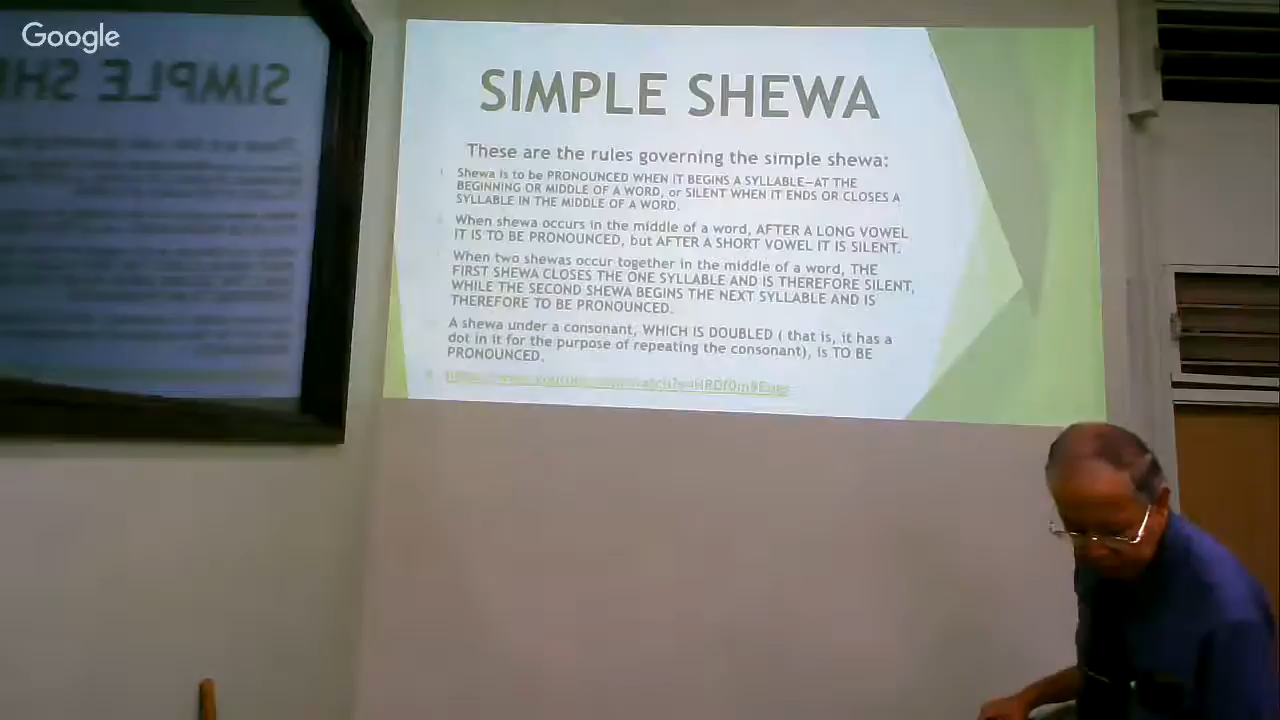 Google
SIMPLE SHEWA
These are the rules governing the simple shewa:
Shewa is to be PRONOUNCED WHEN IT BEGINS A SYLLABLE—AT THE
BEGINNING OR MIDDLE OF A WORD, or SILENT WHEN IT ENDS OR CLOSES A
SYLLABLE IN THE MIDDLE OF A WORD.
When shewa occurs in the middle of a word, AFTER A LONG VOWEL
IT IS TO BE PRONOUNCED, but AFTER A SHORT VOWEL IT IS SILENT.
When two shewas occur together in the middle of a word, THE
FIRST SHEWA CLOSES THE ONE SYLLABLE AND IS THEREFORE SILENT,
WHILE THE SECOND SHEWA BEGINS THE NEXT SYLLABLE AND IS
THEREFORE TO BE PRONOUNCED.
A shewa under a consonant, WHICH IS DOUBLED ( that is, it has a
dot in it for the purpose of repeating the consonant), is TO BE
PRONOUNCED.
SIMPLE SH